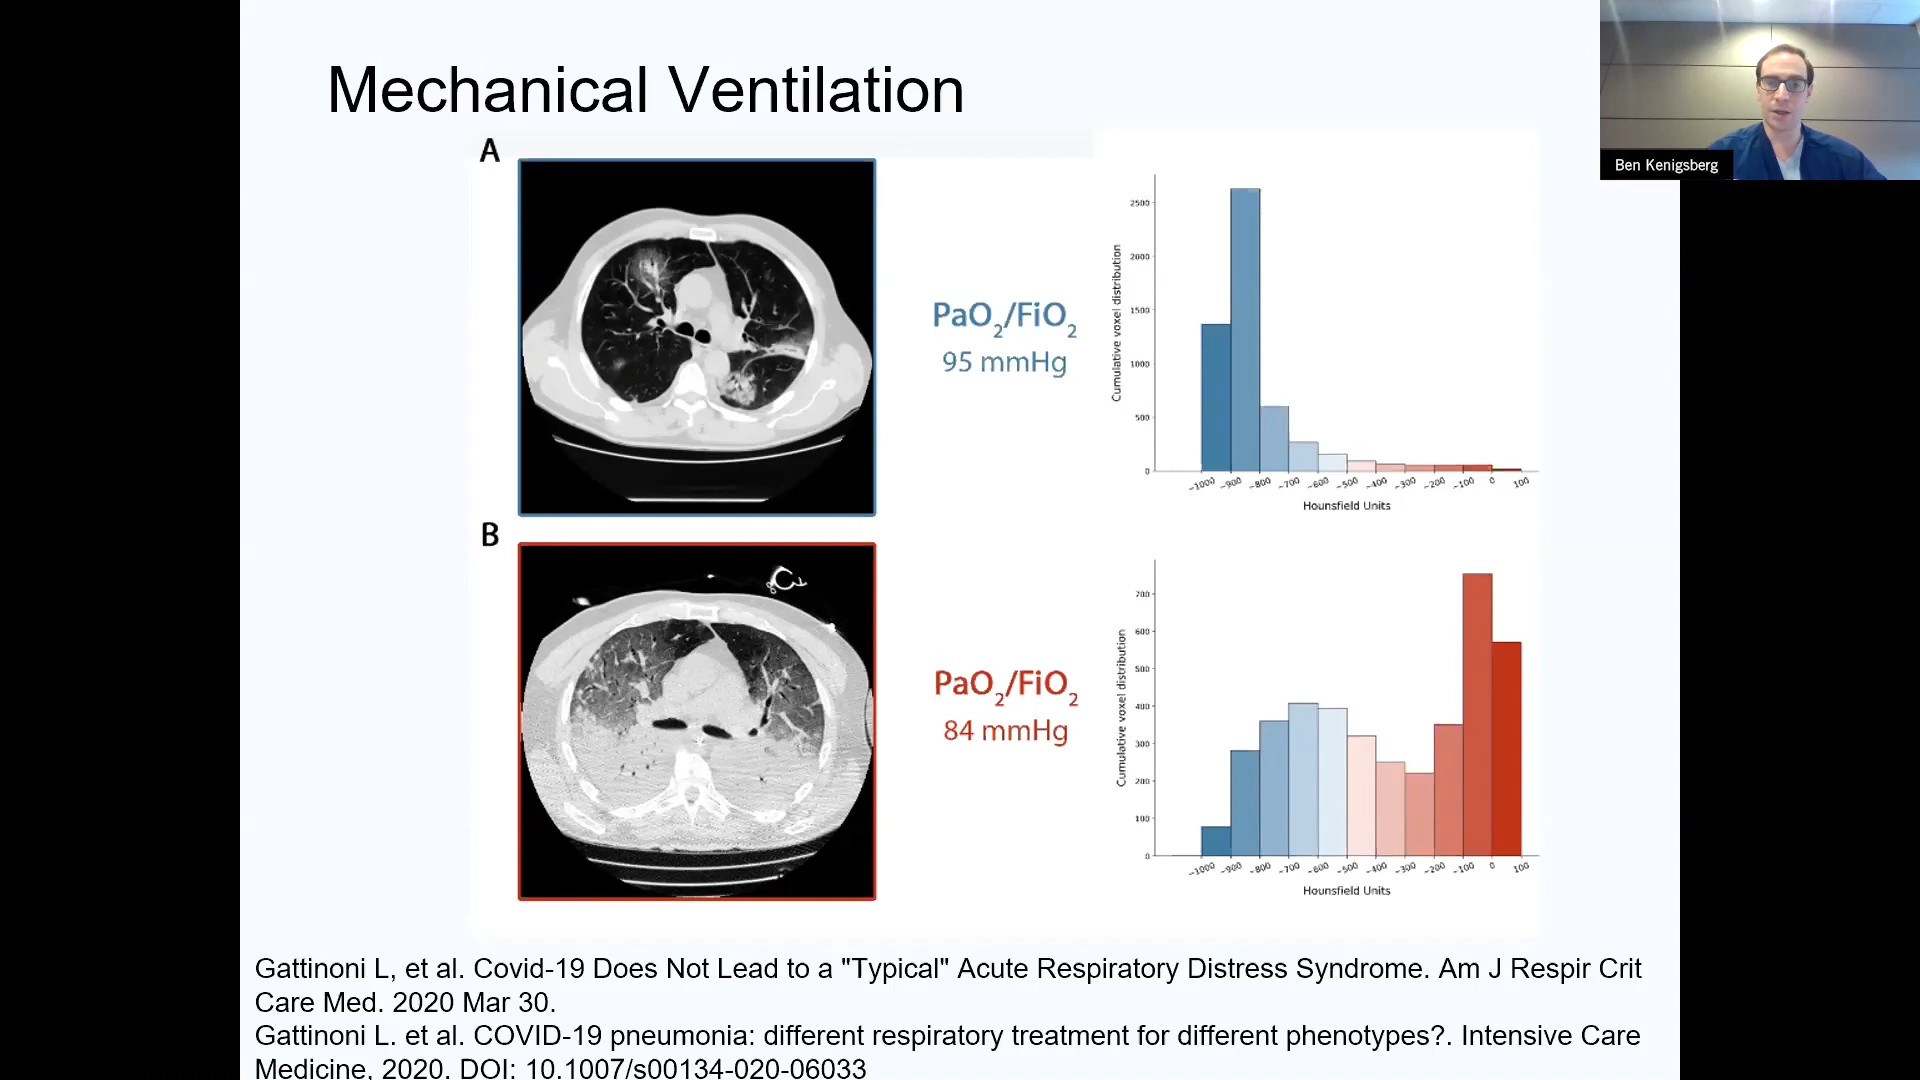 Mechanical Ventilation
Ben Kenigsberg
A
PaO2/FiO2
95 mmHg
Cumulative voxel distribution
2500
2000
1500
1000
500
0
-1000 -900 -800 -700 -600 -500 -400 -300 -200 -100 0 100
Hounsfield Units
B
PaO2/FiO2
84 mmHg
Cumulative voxel distribution
700
600
500
400
300
200
100
0
-1000 -900 -800 -700 -600 -500 -400 -300 -200 -100 0 100
Hounsfield Units
Gattinoni L, et al. Covid-19 Does Not Lead to a "Typical" Acute Respiratory Distress Syndrome. Am J Respir Crit
Care Med. 2020 Mar 30.
Gattinoni L. et al. COVID-19 pneumonia: different respiratory treatment for different phenotypes?. Intensive Care
Medicine, 2020. DOI: 10.1007/s00134-020-06033